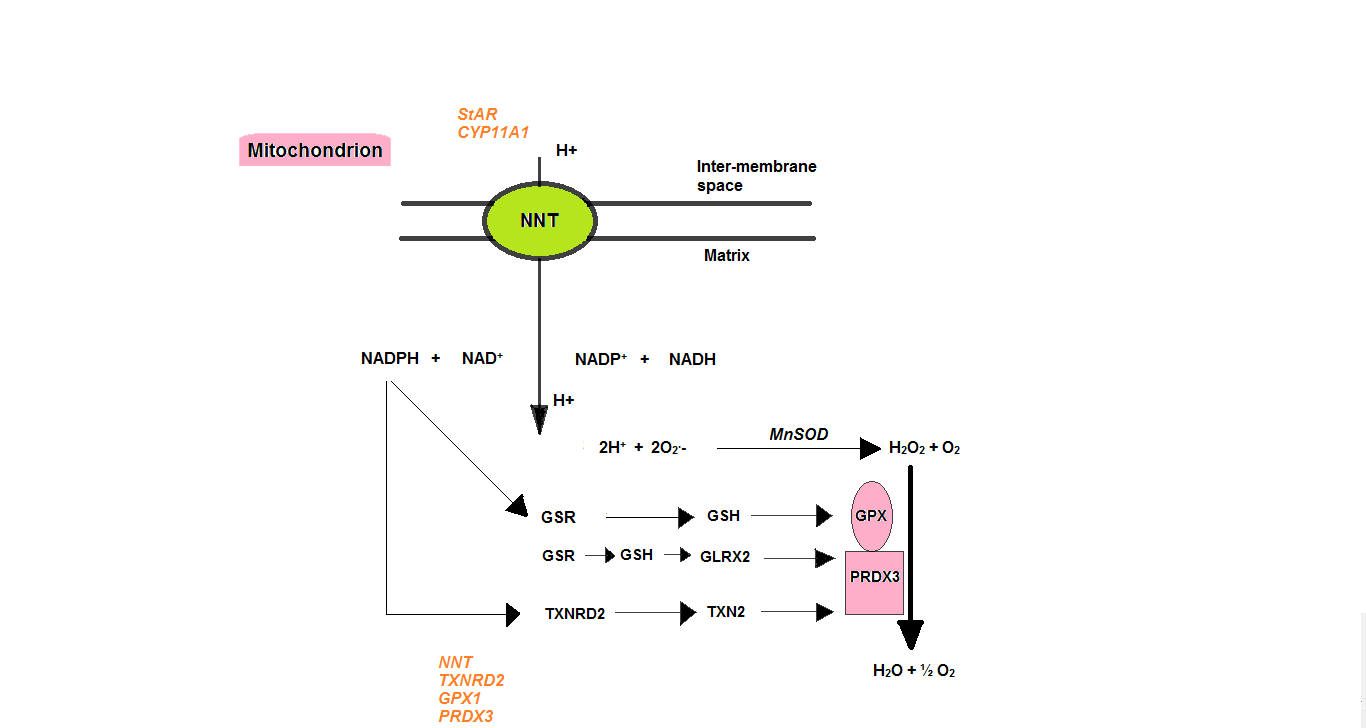 StAR
CYP11A1
Mitochondrion
H+
Inter-membrane
space
NNT
Matrix
NADPH + NAD⁺ NADP⁺ + NADH
H+
MnSOD
2H⁺ + 2O₂·- H₂O₂ + O₂
GSR GSH GPX
GSR GSH GLRX2
PRDX3
TXNRD2 TXN2
NNT
TXNRD2
GPX1
PRDX3
H₂O + ½ O₂